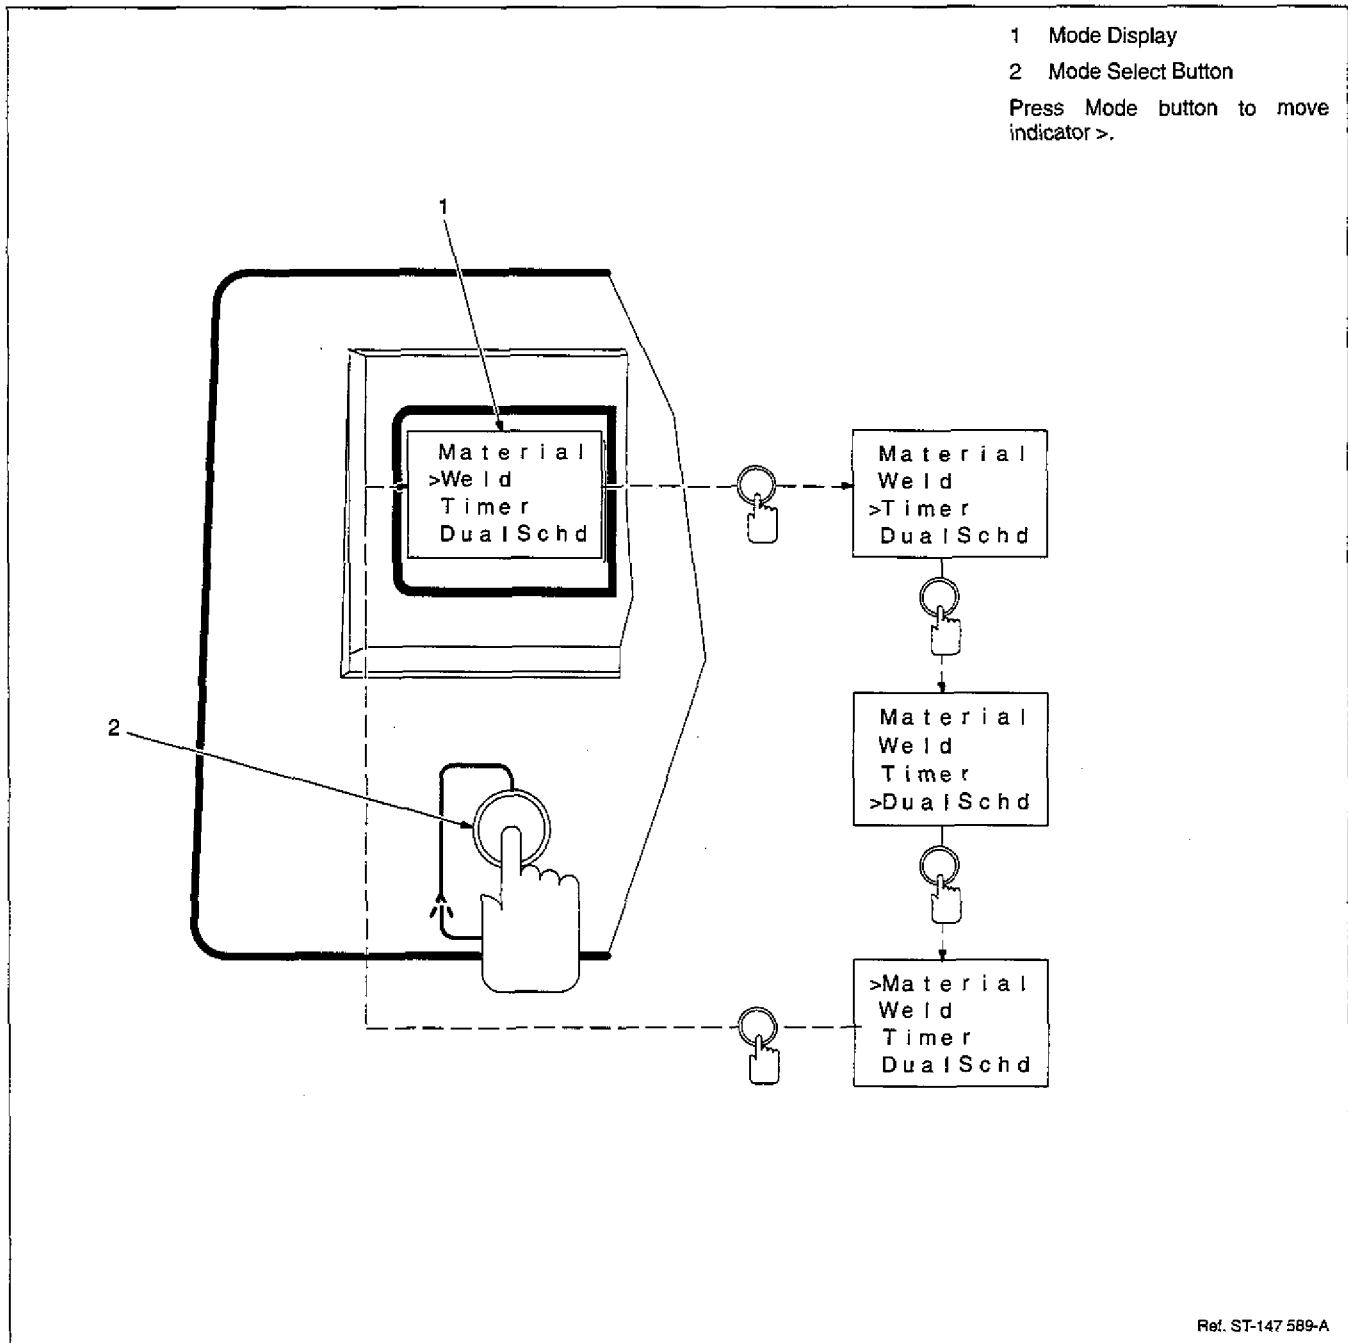 1 Mode Display
2 Mode Select Button
Press Mode button to move
indicator >.
1
Material
>Weld
Timer
DualSchd
Material
Weld
>Timer
DualSchd
2
Material
Weld
Timer
>DualSchd
>Material
Weld
Timer
DualSchd
Ref. ST-147 589-A